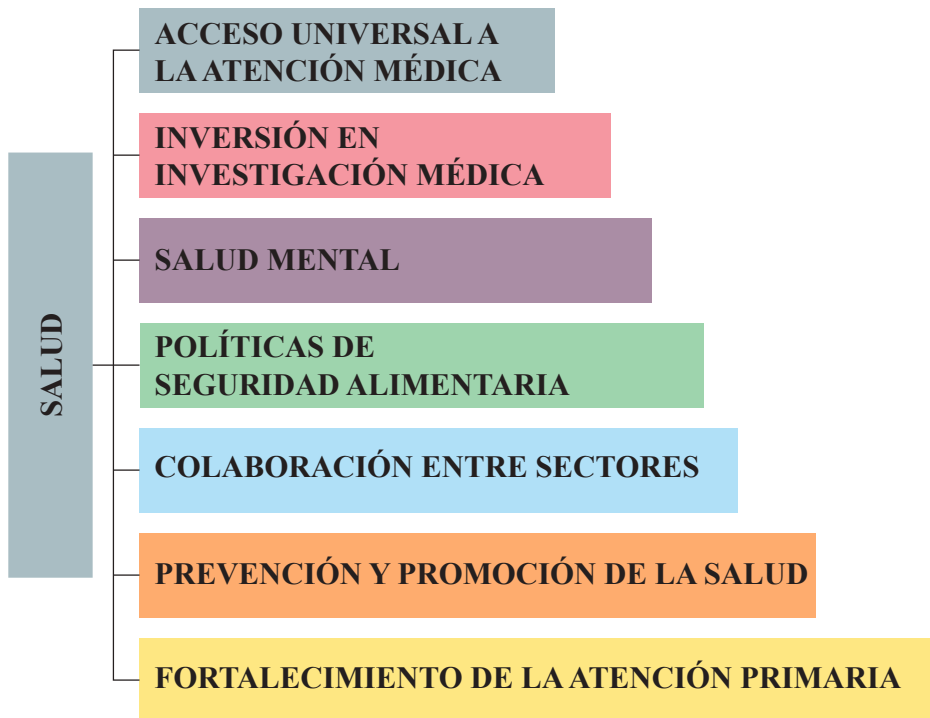 SALUD
ACCESO UNIVERSAL A
LA ATENCIÓN MÉDICA
INVERSIÓN EN
INVESTIGACIÓN MÉDICA
SALUD MENTAL
POLÍTICAS DE
SEGURIDAD ALIMENTARIA
COLABORACIÓN ENTRE SECTORES
PREVENCIÓN Y PROMOCIÓN DE LA SALUD
FORTALECIMIENTO DE LA ATENCIÓN PRIMARIA